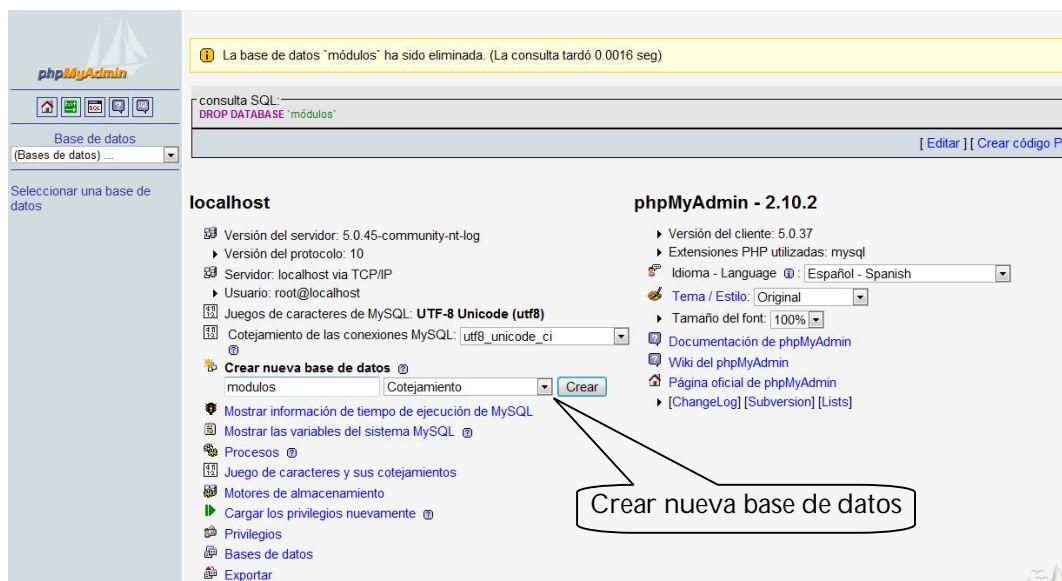 phpMyAdmin
Base de datos
(Bases de datos) ...
Seleccionar una base de
datos
La base de datos `módulos` ha sido eliminada. (La consulta tardó 0.0016 seg)
consulta SQL:
DROP DATABASE `módulos`
[ Editar ] [ Crear código P
localhost
Versión del servidor: 5.0.45-community-nt-log
Versión del protocolo: 10
Servidor: localhost via TCP/IP
Usuario: root@localhost
Juegos de caracteres de MySQL: UTF-8 Unicode (utf8)
Cotejamiento de las conexiones MySQL: utf8_unicode_ci
Crear nueva base de datos
modulos Cotejamiento Crear
Mostrar información de tiempo de ejecución de MySQL
Mostrar las variables del sistema MySQL
Procesos
Juego de caracteres y sus cotejamientos
Motores de almacenamiento
Cargar los privilegios nuevamente
Privilegios
Bases de datos
Exportar
phpMyAdmin - 2.10.2
Versión del cliente: 5.0.37
Extensiones PHP utilizadas: mysql
Idioma - Language : Español - Spanish
Tema / Estilo: Original
Tamaño del font: 100%
Documentación de phpMyAdmin
Wiki del phpMyAdmin
Página oficial de phpMyAdmin
[ChangeLog] [Subversion] [Lists]
Crear nueva base de datos